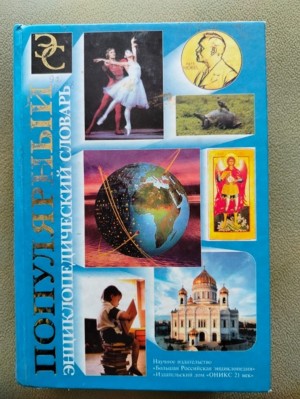 ЭС
ПОПУЛЯРНЫЙ
ЭНЦИКЛОПЕДИЧЕСКИЙ СЛОВАРЬ
Научное издательство
«Большая Российская энциклопедия»
«Издательский дом «ОНИКС 21 век»